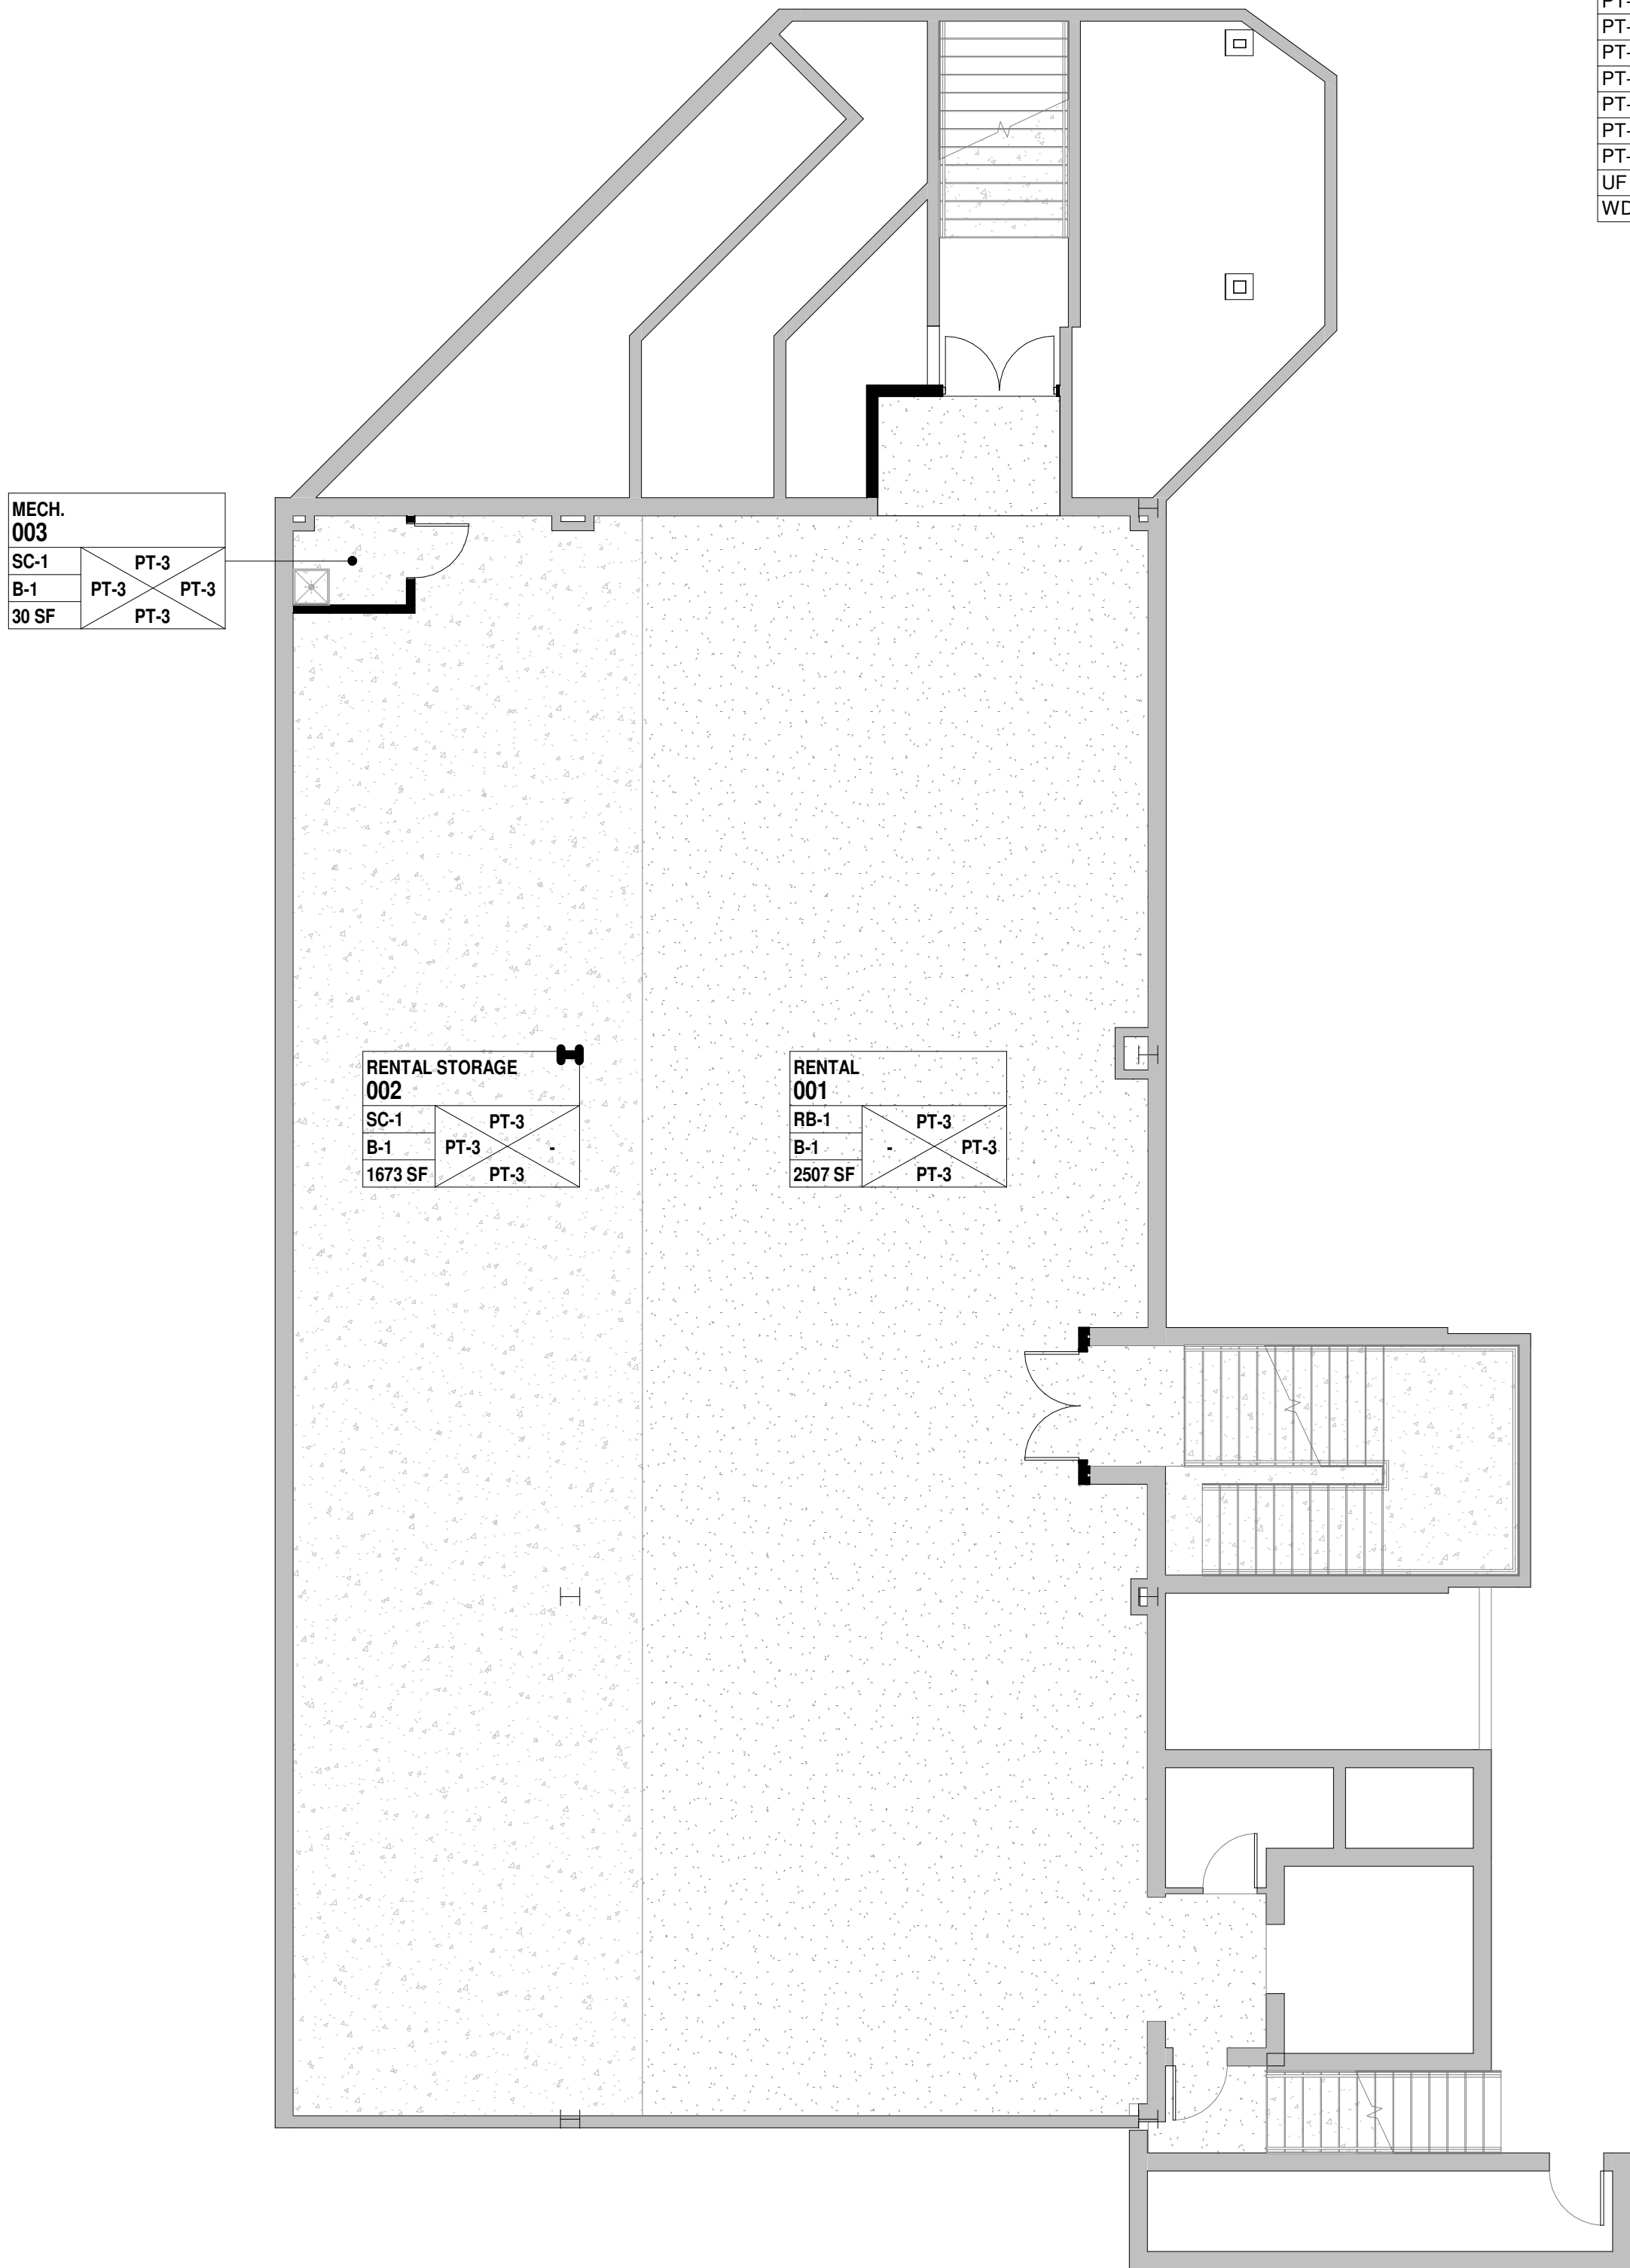 PT-
PT-
PT-
PT-
PT-
PT-
PT-
UF
WD
MECH.
003
SC-1
B-1
30 SF
PT-3
PT-3 PT-3
PT-3
RENTAL STORAGE
002
SC-1
B-1
1673 SF
PT-3
PT-3 -
PT-3
RENTAL
001
RB-1
B-1
2507 SF
PT-3
- PT-3
PT-3